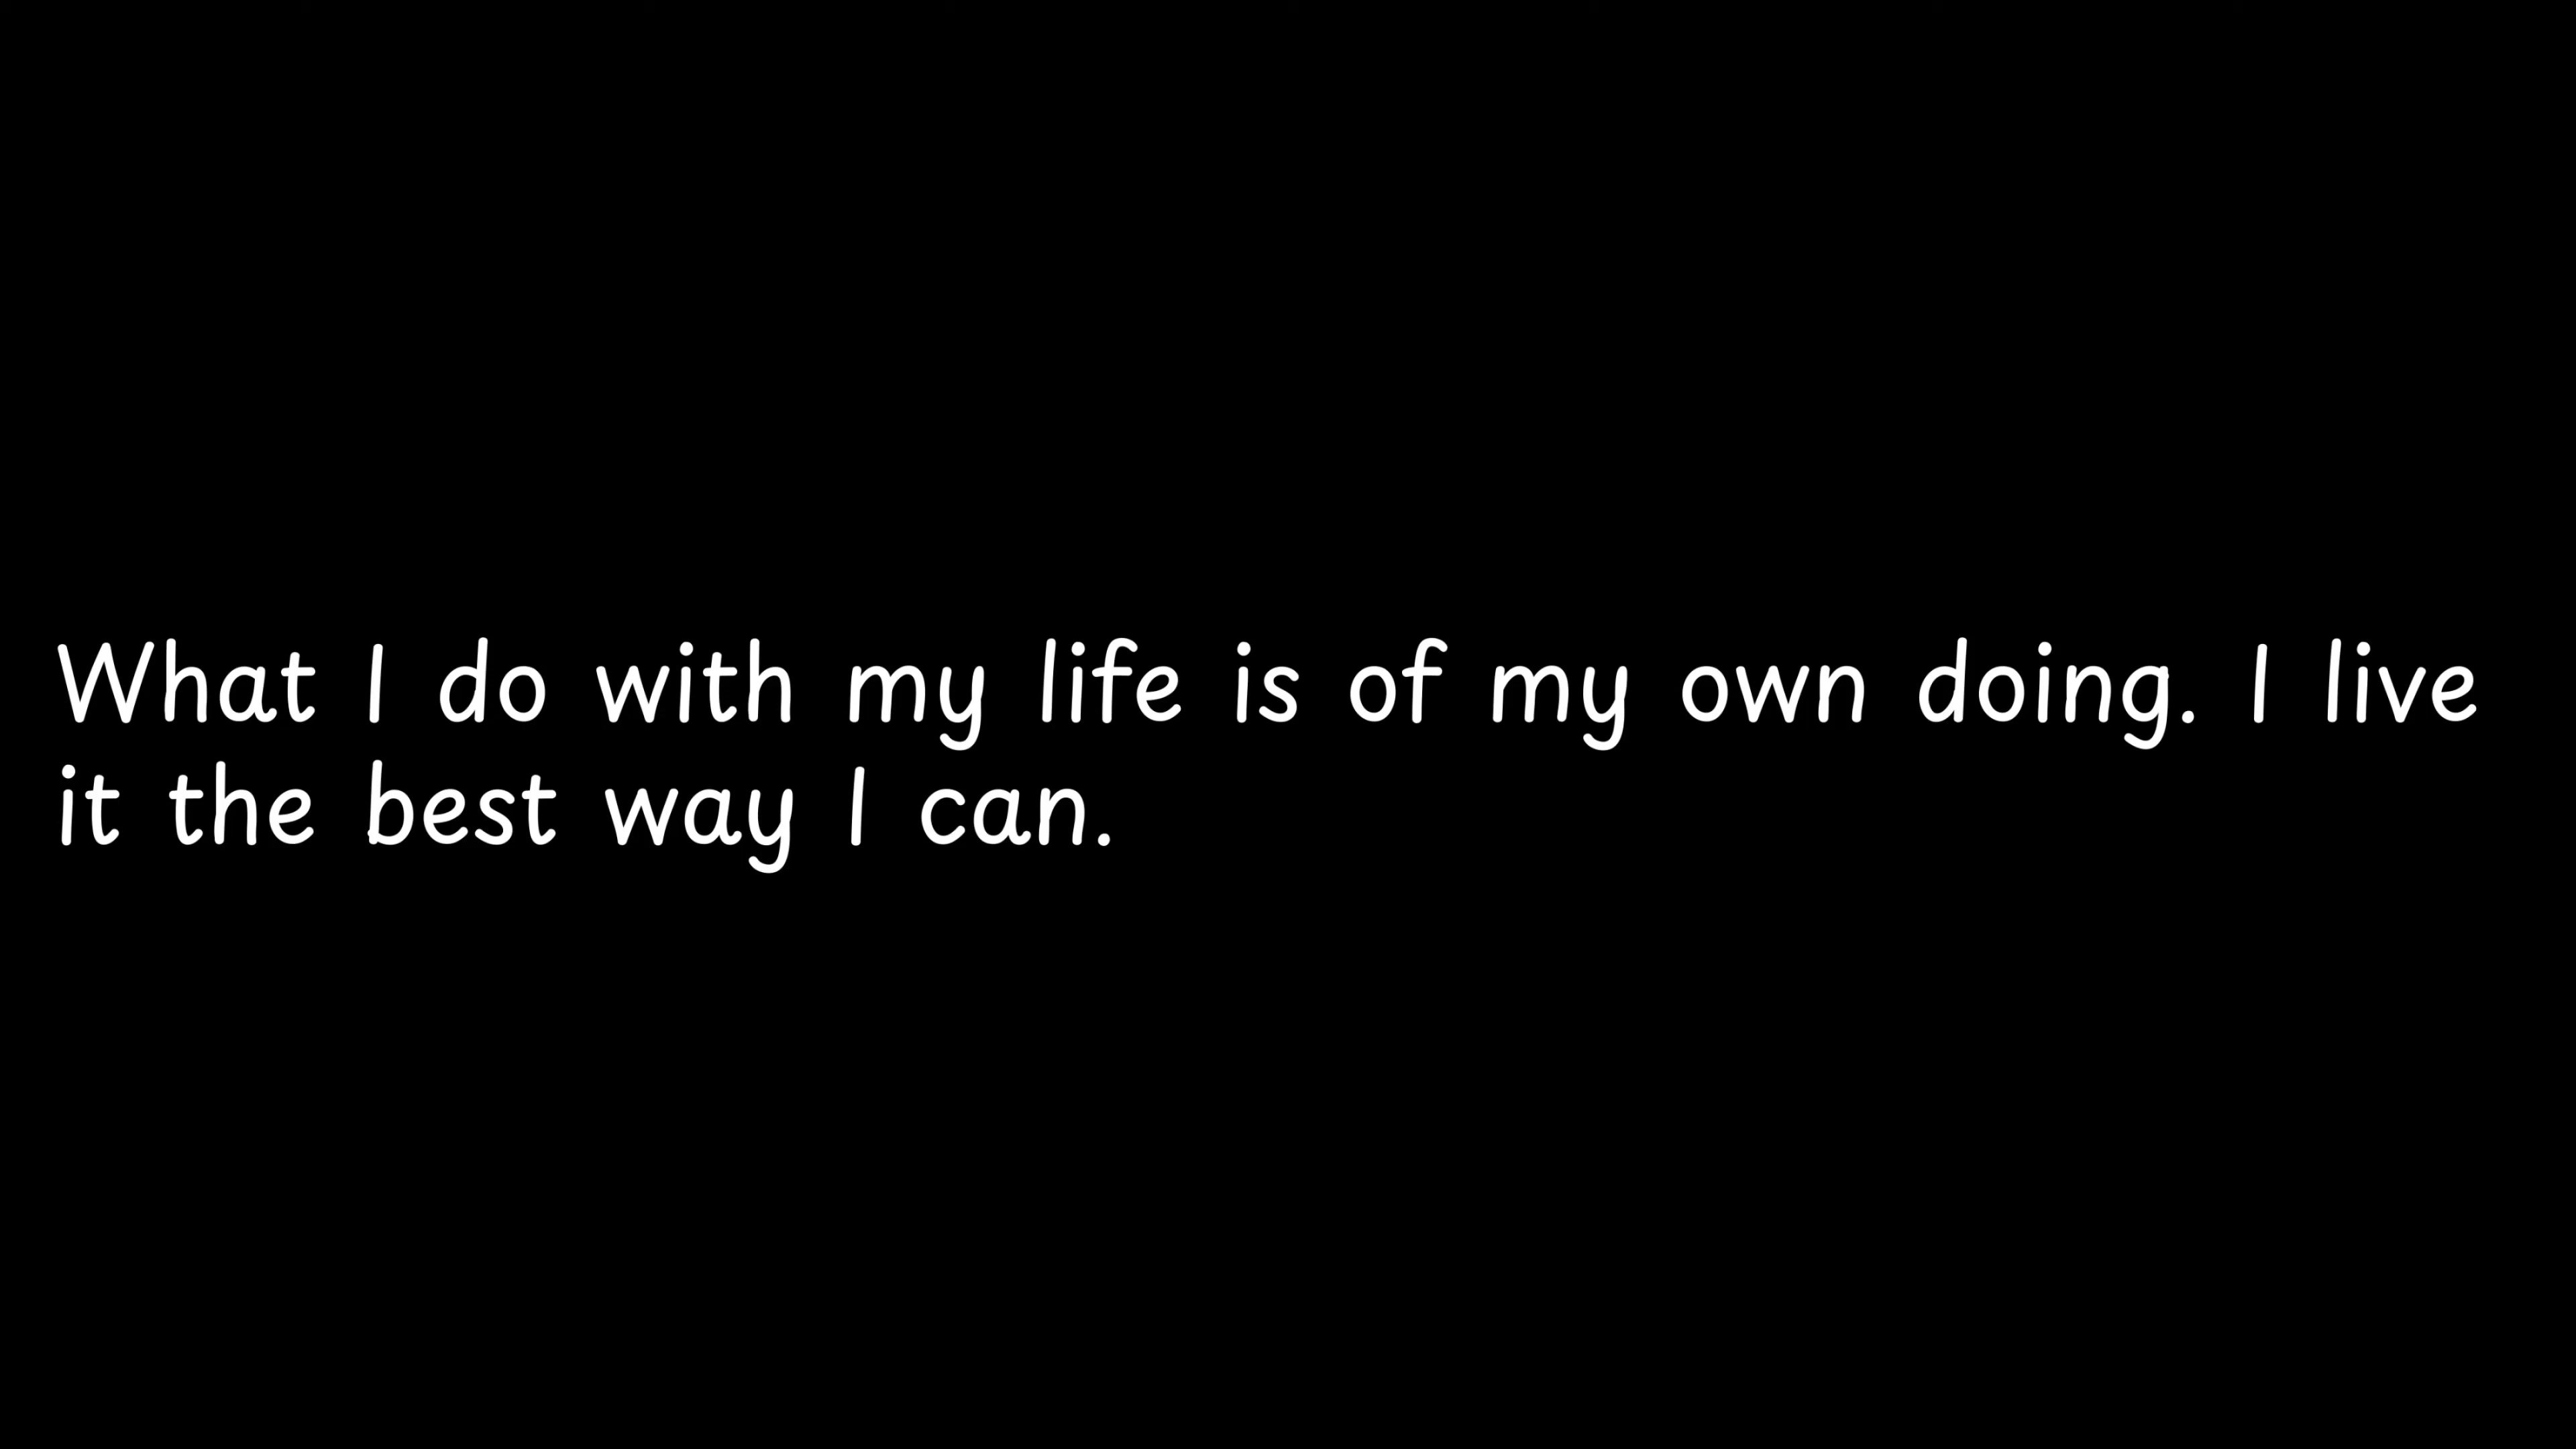 What I do with my life is of my own doing. I live
it the best way I can.